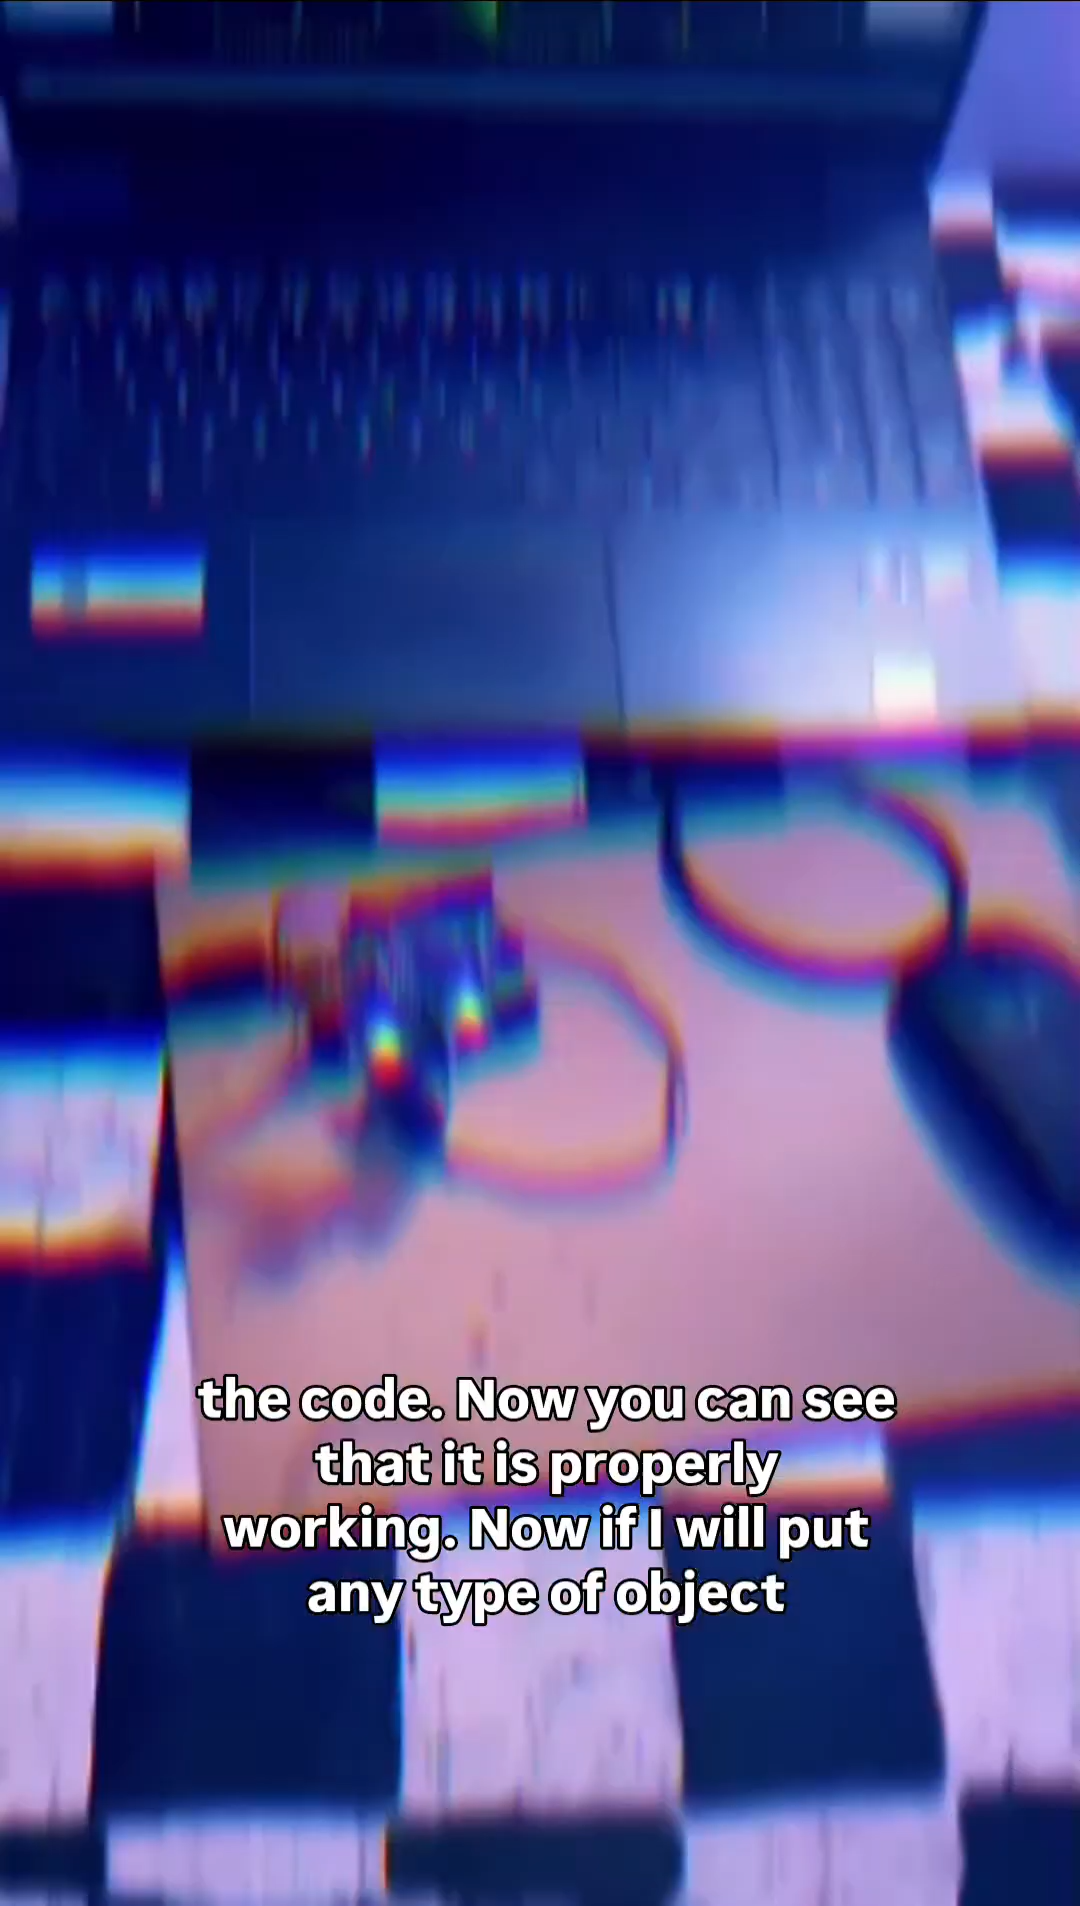 the code. Now you can see
that it is properly
working. Now if I will put
any type of object